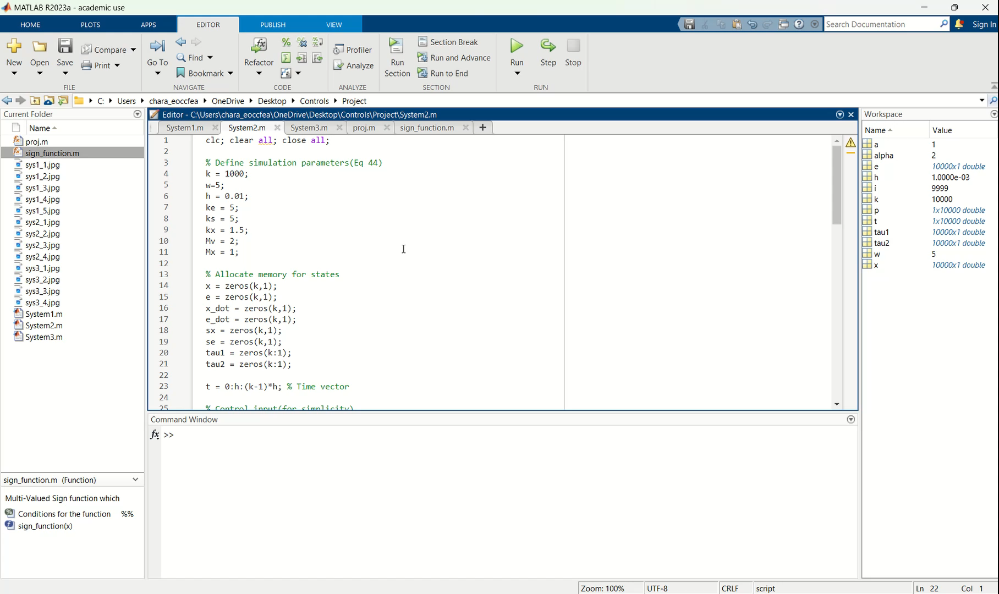 MATLAB R2023a - academic use
HOME PLOTS APPS EDITOR PUBLISH VIEW
Search Documentation
Sign In
New
Open
Save
Compare
Print
FILE
Go To
Find
Bookmark
NAVIGATE
Refactor
CODE
Profiler
Analyze
ANALYZE
Run Section
Section Break
Run and Advance
Run to End
SECTION
Run
Step
Stop
RUN
C: Users chara_eoccfea OneDrive Desktop Controls Project
Current Folder
Name
proj.m
sign_function.m
sys1_1.jpg
sys1_2.jpg
sys1_3.jpg
sys1_4.jpg
sys1_5.jpg
sys2_1.jpg
sys2_2.jpg
sys2_3.jpg
sys2_4.jpg
sys3_1.jpg
sys3_2.jpg
sys3_3.jpg
sys3_4.jpg
System1.m
System2.m
System3.m
sign_function.m (Function)
Multi-Valued Sign function which
Conditions for the function %%
sign_function(x)
Editor - C:\Users\chara_eoccfea\OneDrive\Desktop\Controls\Project\System2.m
System1.m System2.m System3.m proj.m sign_function.m +
1 clc; clear all; close all;
2
3 % Define simulation parameters(Eq 44)
4 k = 1000;
5 w=5;
6 h = 0.01;
7 ke = 5;
8 ks = 5;
9 kx = 1.5;
10 Mv = 2;
11 Mx = 1;
12
13 % Allocate memory for states
14 x = zeros(k,1);
15 e = zeros(k,1);
16 x_dot = zeros(k,1);
17 e_dot = zeros(k,1);
18 sx = zeros(k,1);
19 se = zeros(k,1);
20 tau1 = zeros(k:1);
21 tau2 = zeros(k:1);
22
23 t = 0:h:(k-1)*h; % Time vector
24
25 % Control input(for simplicity)
Command Window
fx >>
Workspace
Name Value
a 1
alpha 2
e 10000x1 double
h 1.0000e-03
i 9999
k 10000
p 1x10000 double
t 1x10000 double
tau1 10000x1 double
tau2 10000x1 double
w 5
x 10000x1 double
Zoom: 100% UTF-8 CRLF script Ln 22 Col 1